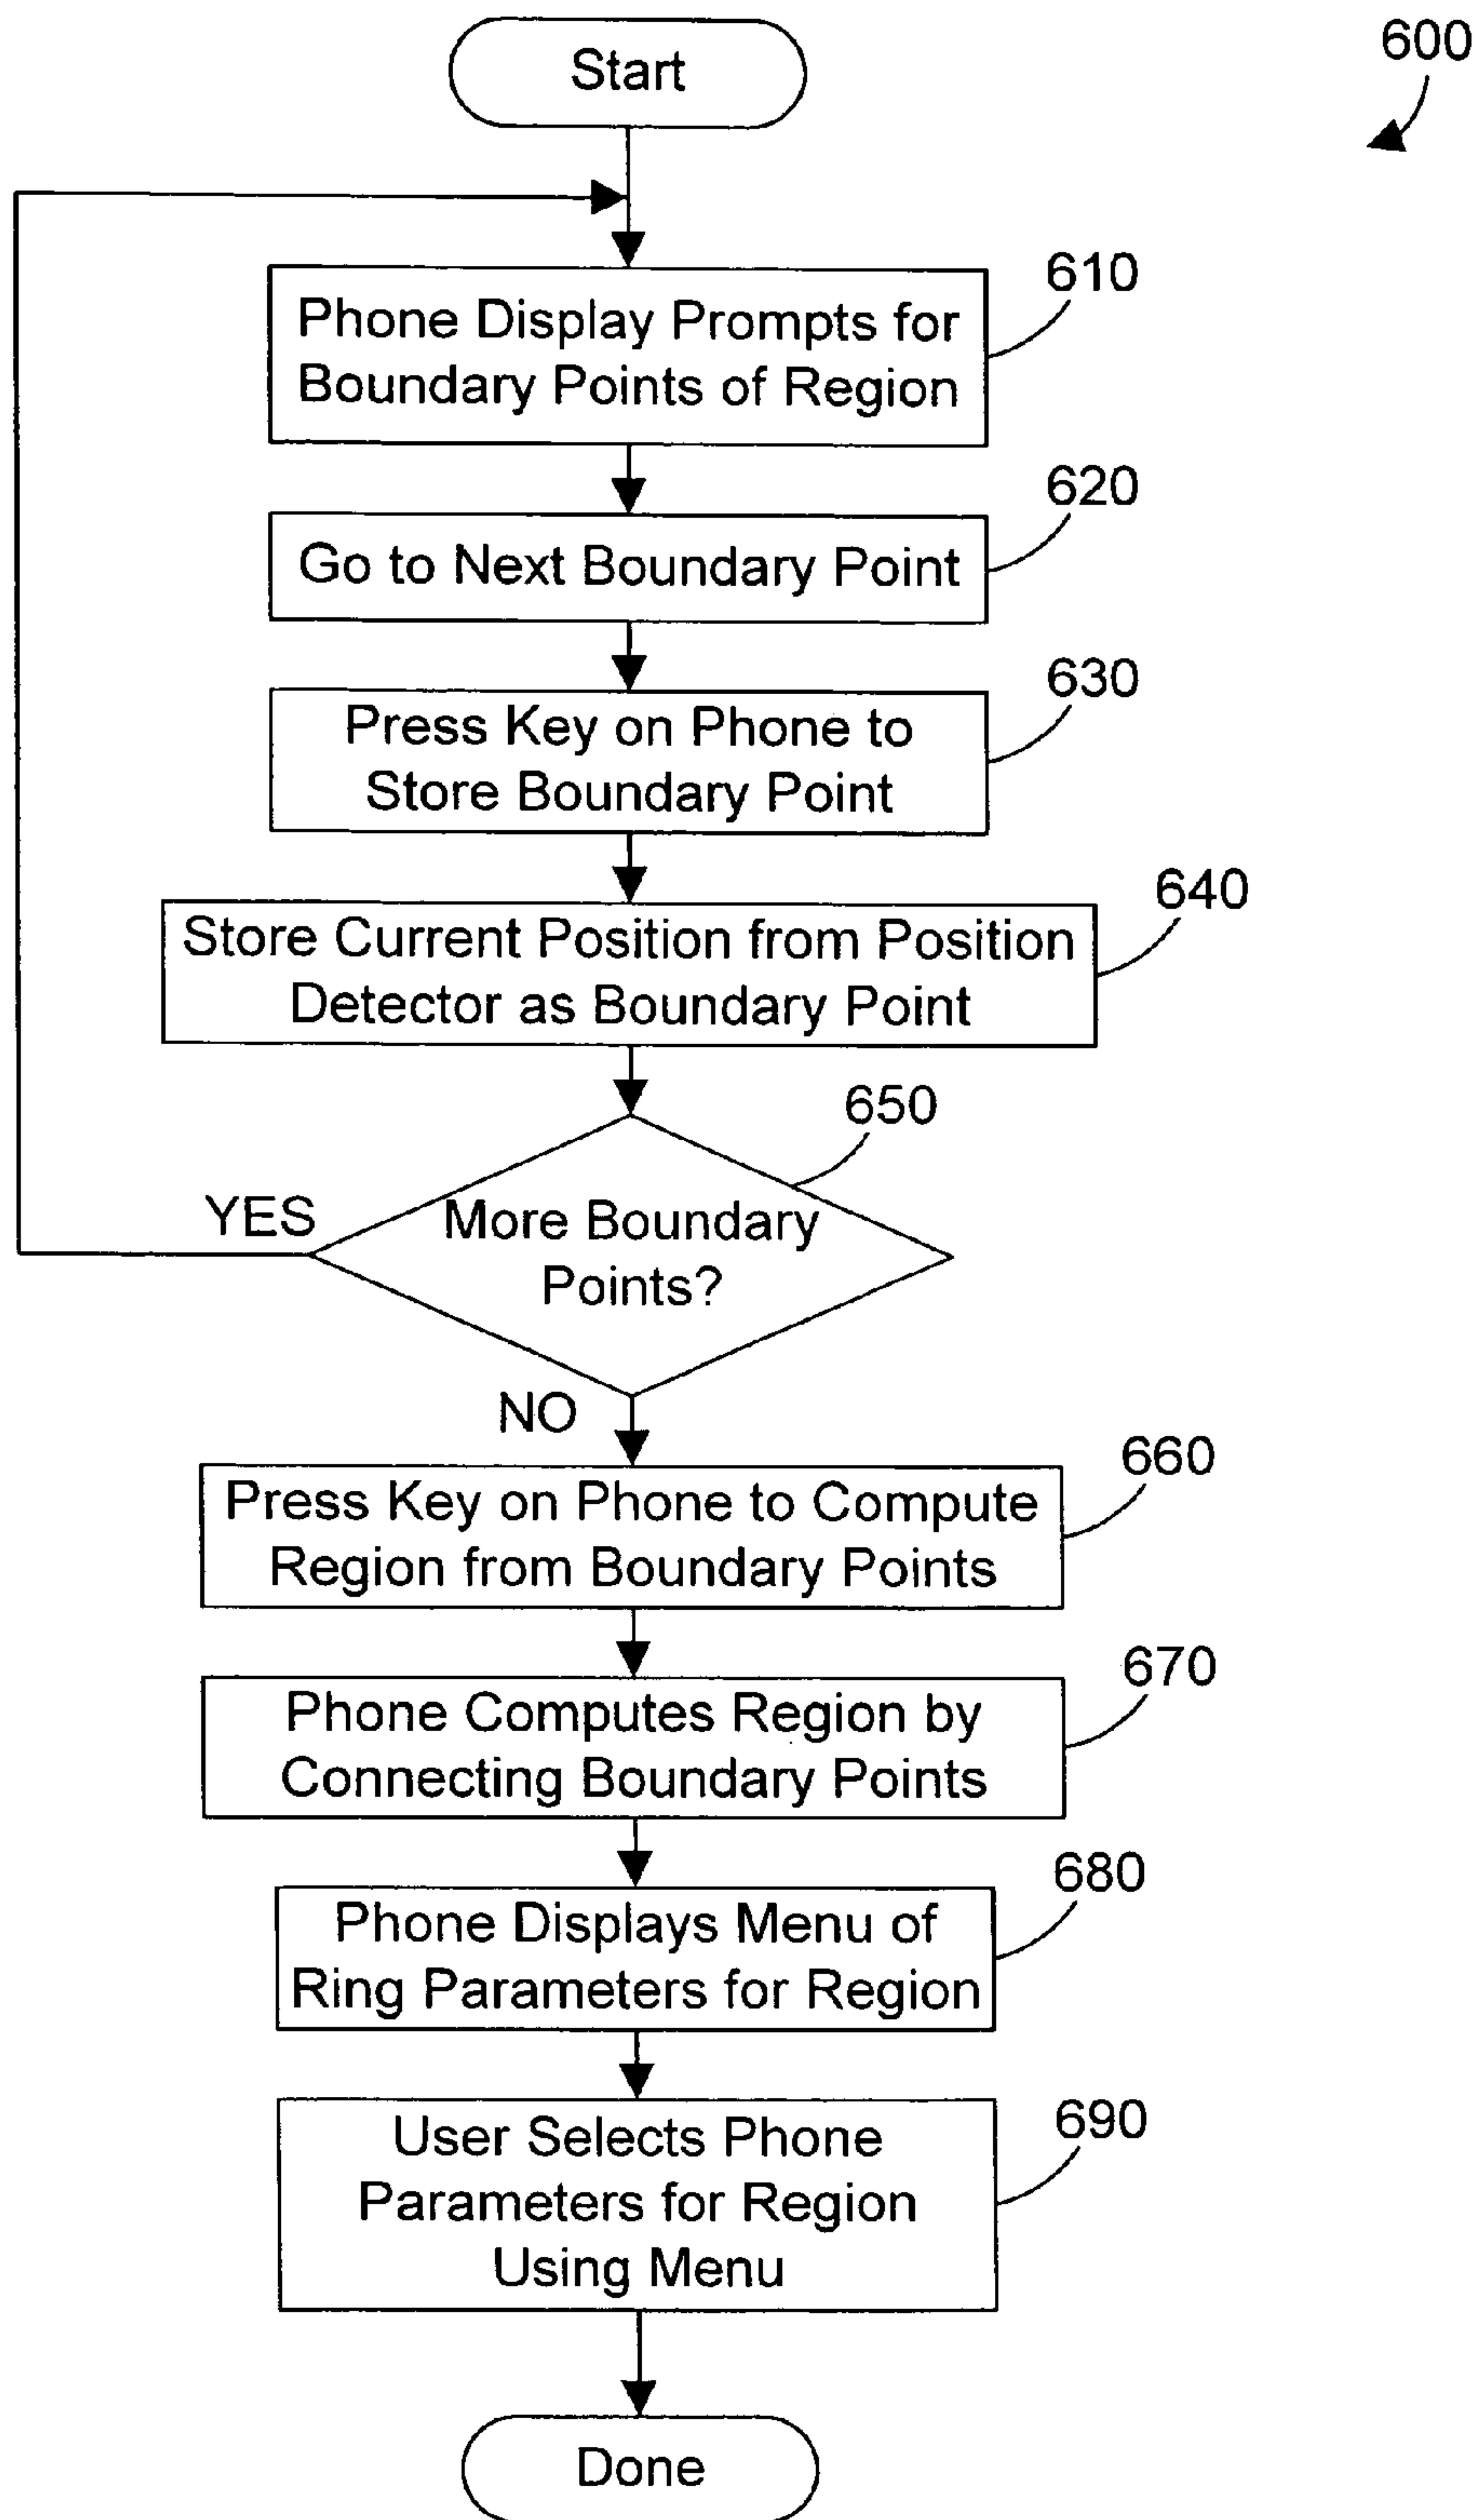 Start
600
Phone Display Prompts for
Boundary Points of Region
610
Go to Next Boundary Point
620
Press Key on Phone to
Store Boundary Point
630
Store Current Position from Position
Detector as Boundary Point
640
More Boundary
Points?
650
YES
NO
Press Key on Phone to Compute
Region from Boundary Points
660
Phone Computes Region by
Connecting Boundary Points
670
Phone Displays Menu of
Ring Parameters for Region
680
User Selects Phone
Parameters for Region
Using Menu
690
Done